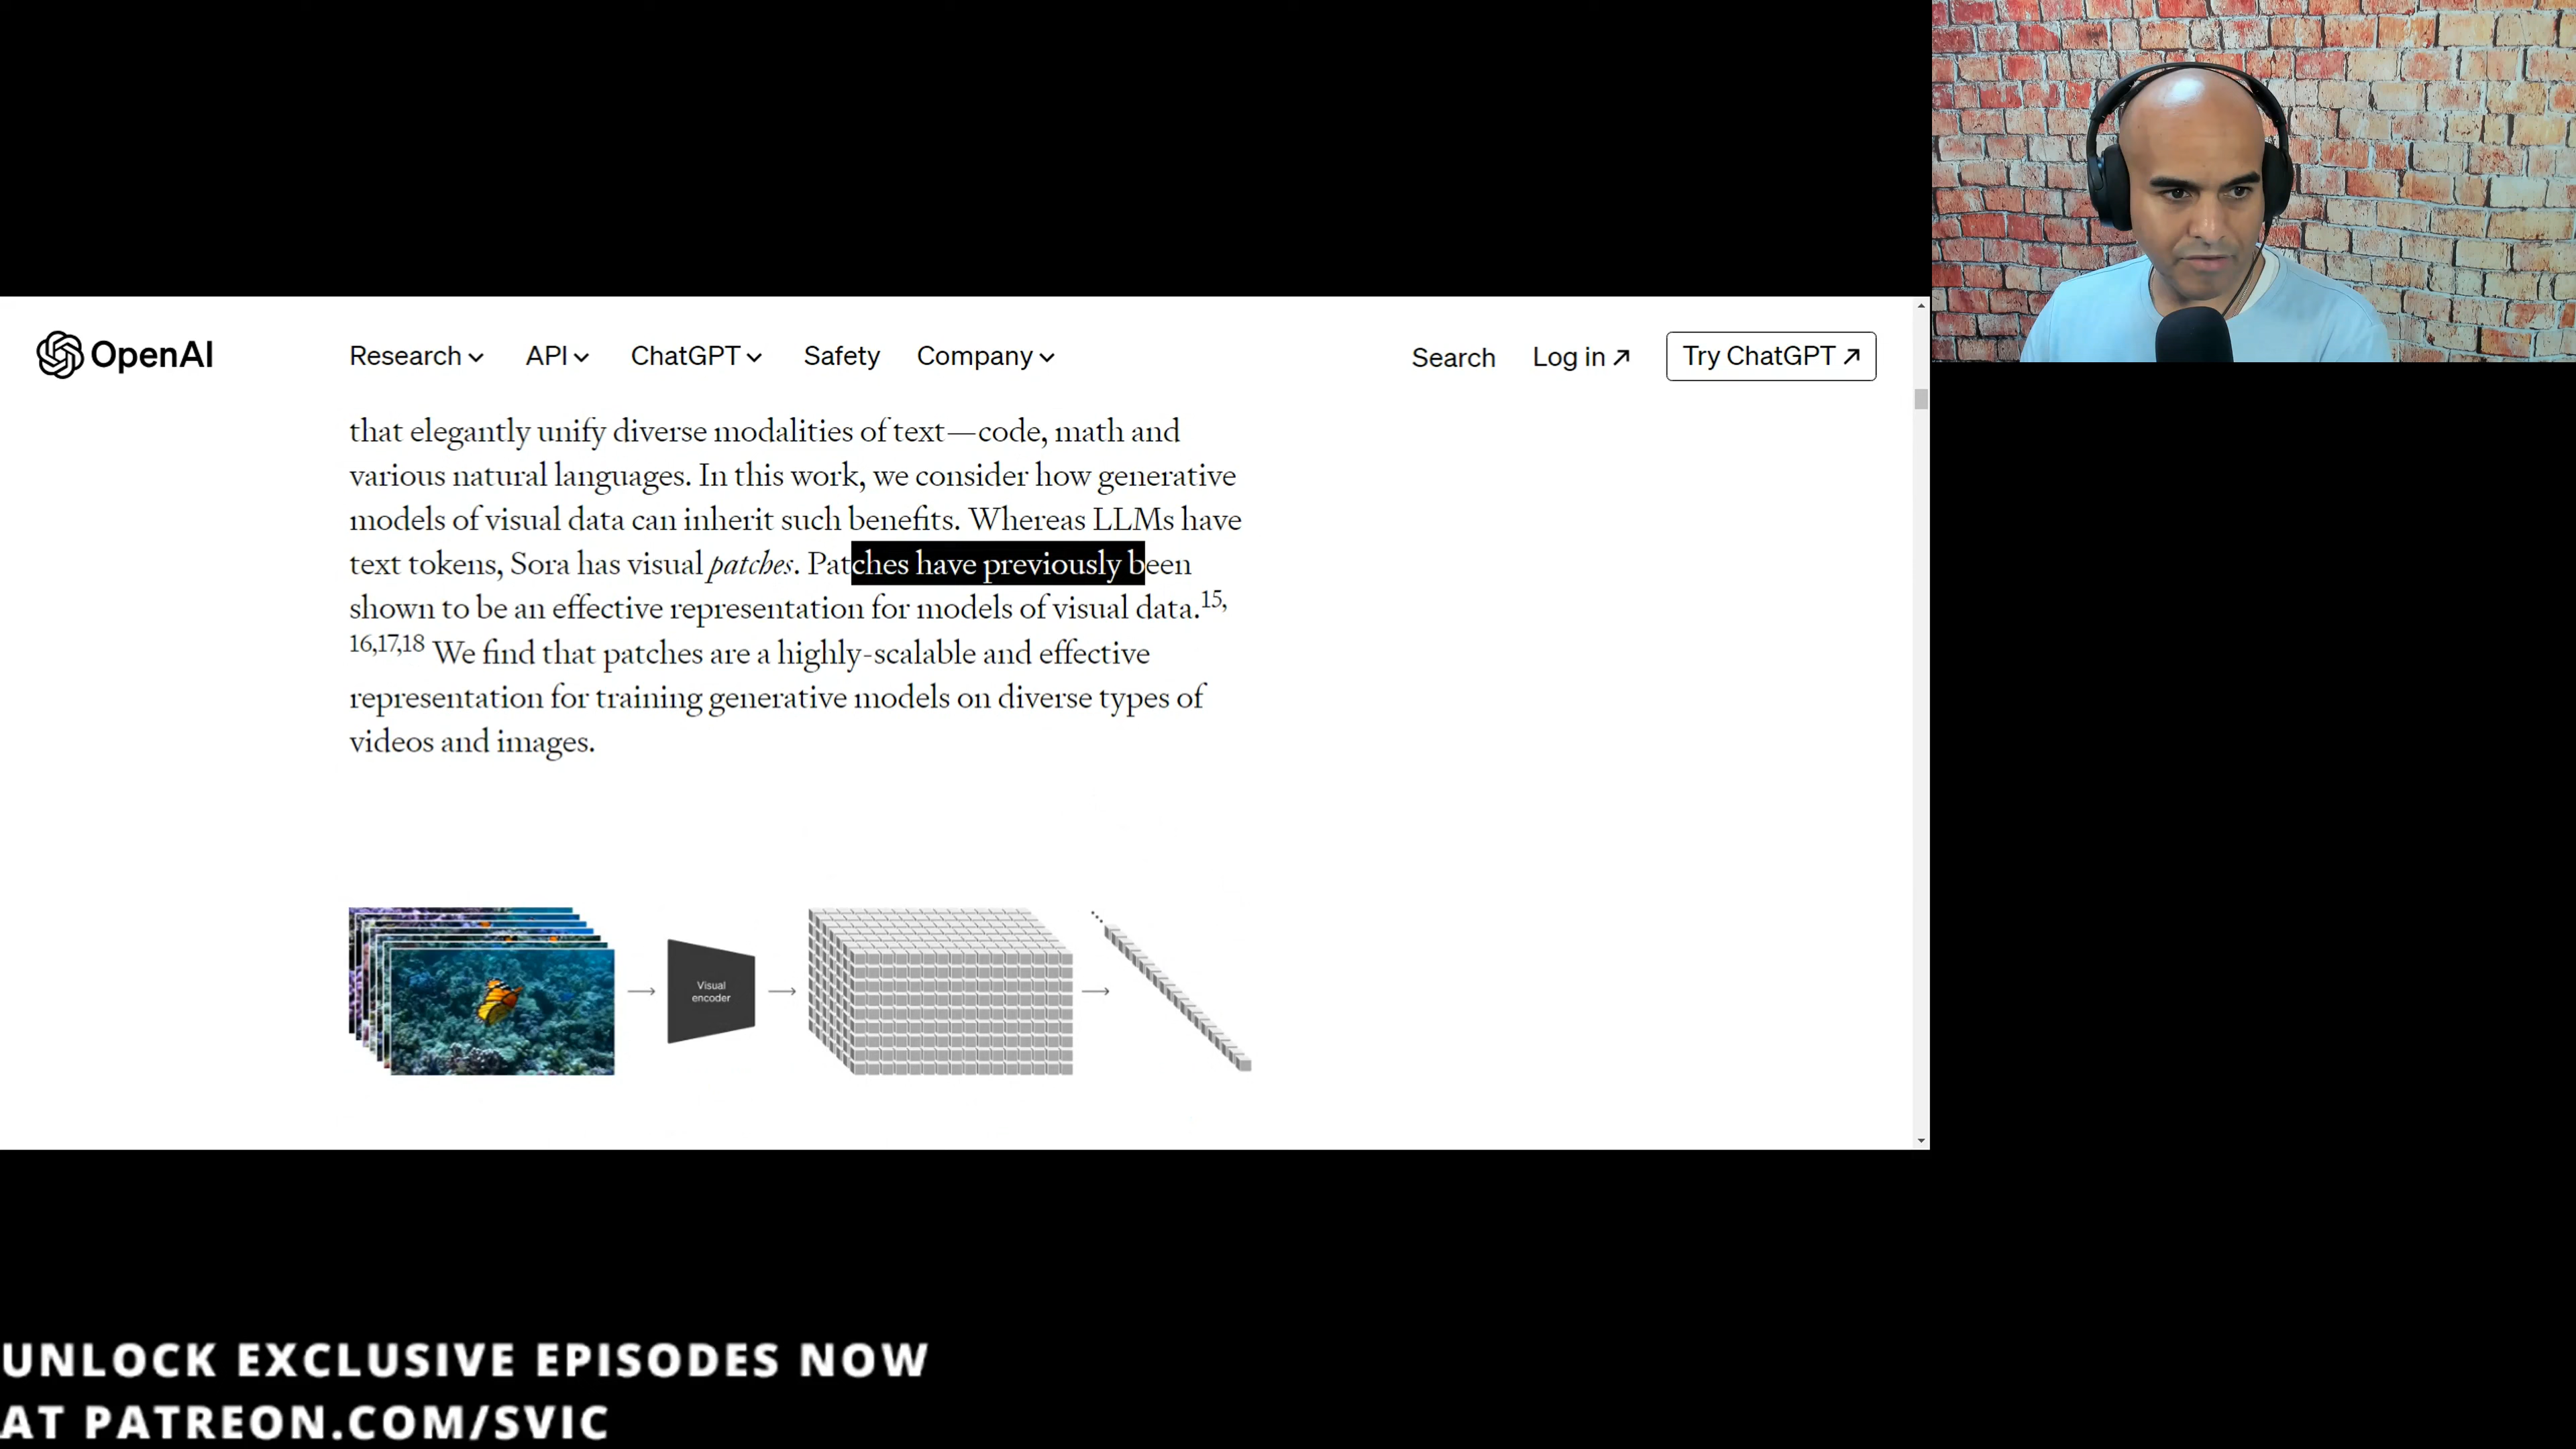 OpenAI
Research API ChatGPT Safety Company Search Log in Try ChatGPT
that elegantly unify diverse modalities of text—code, math and
various natural languages. In this work, we consider how generative
models of visual data can inherit such benefits. Whereas LLMs have
text tokens, Sora has visual patches. Patches have previously been
shown to be an effective representation for models of visual data.15,
16,17,18 We find that patches are a highly-scalable and effective
representation for training generative models on diverse types of
videos and images.
Visual
encoder
UNLOCK EXCLUSIVE EPISODES NOW
AT PATREON.COM/SVIC